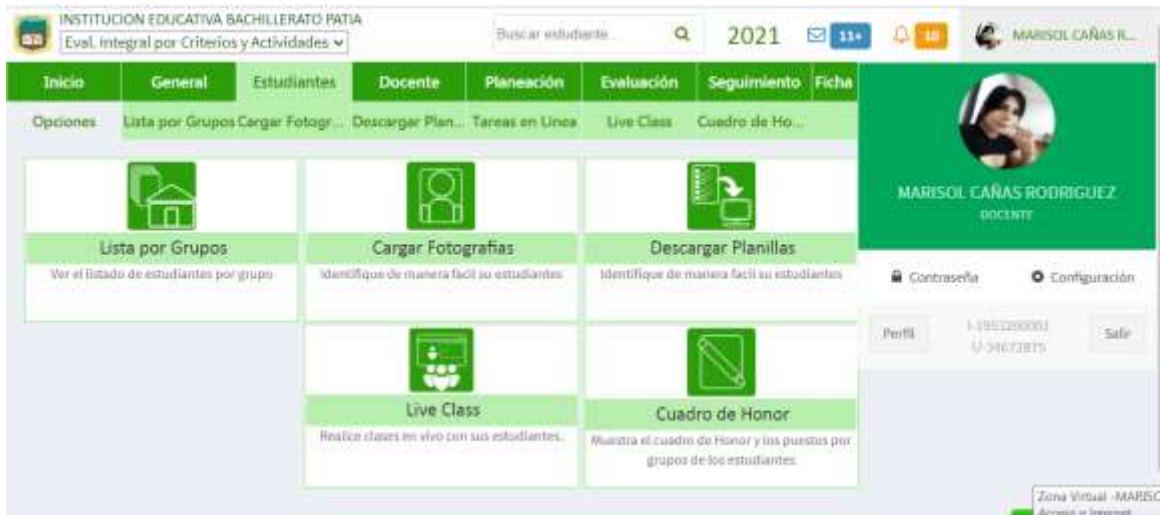 INSTITUCION EDUCATIVA BACHILLERATO PATIA
Eval. Integral por Criterios y Actividades
Buscar estudiante...
2021
11+
10
MARISOL CAÑAS R...
Inicio
General
Estudiantes
Docente
Planeación
Evaluación
Seguimiento
Ficha
Opciones
Lista por Grupos
Cargar Fotogr...
Descargar Plan...
Tareas en Linea
Live Class
Cuadro de Ho...
MARISOL CAÑAS RODRIGUEZ
DOCENTE
Contraseña
Configuración
Perfil
Salir
Lista por Grupos
Ver el listado de estudiantes por grupo
Cargar Fotografias
Identifique de manera facil su estudiantes
Descargar Planillas
Identifique de manera facil su estudiantes
Live Class
Realice clases en vivo con sus estudiantes.
Cuadro de Honor
Muestra el cuadro de Honor y los puestos por
grupos de los estudiantes
Zona Virtual -MARISO
Acceso a Internet